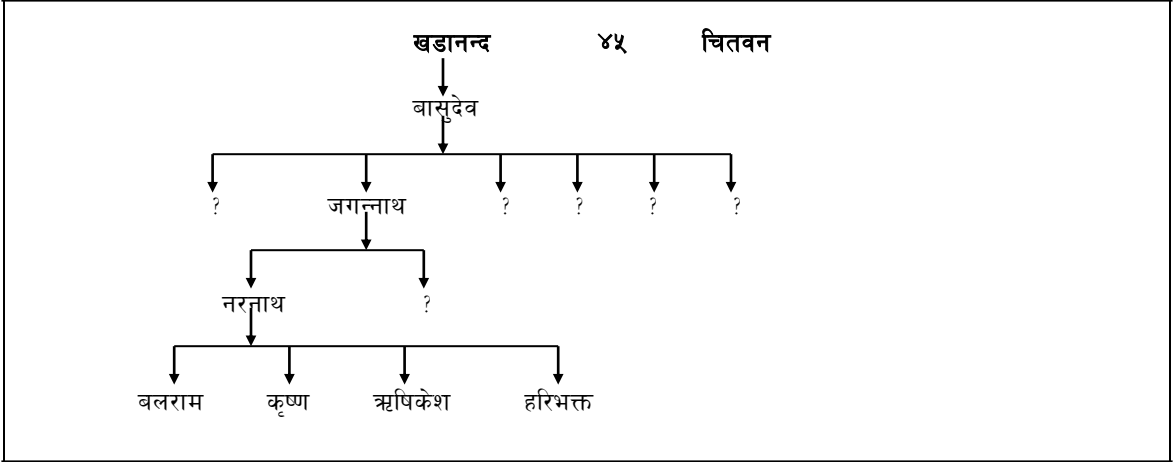 खडानन्द ४५ चितवन
बासुदेव
? जगन्नाथ ? ? ? ?
नरनाथ ?
बलराम कृष्ण ऋषिकेश हरिभक्त